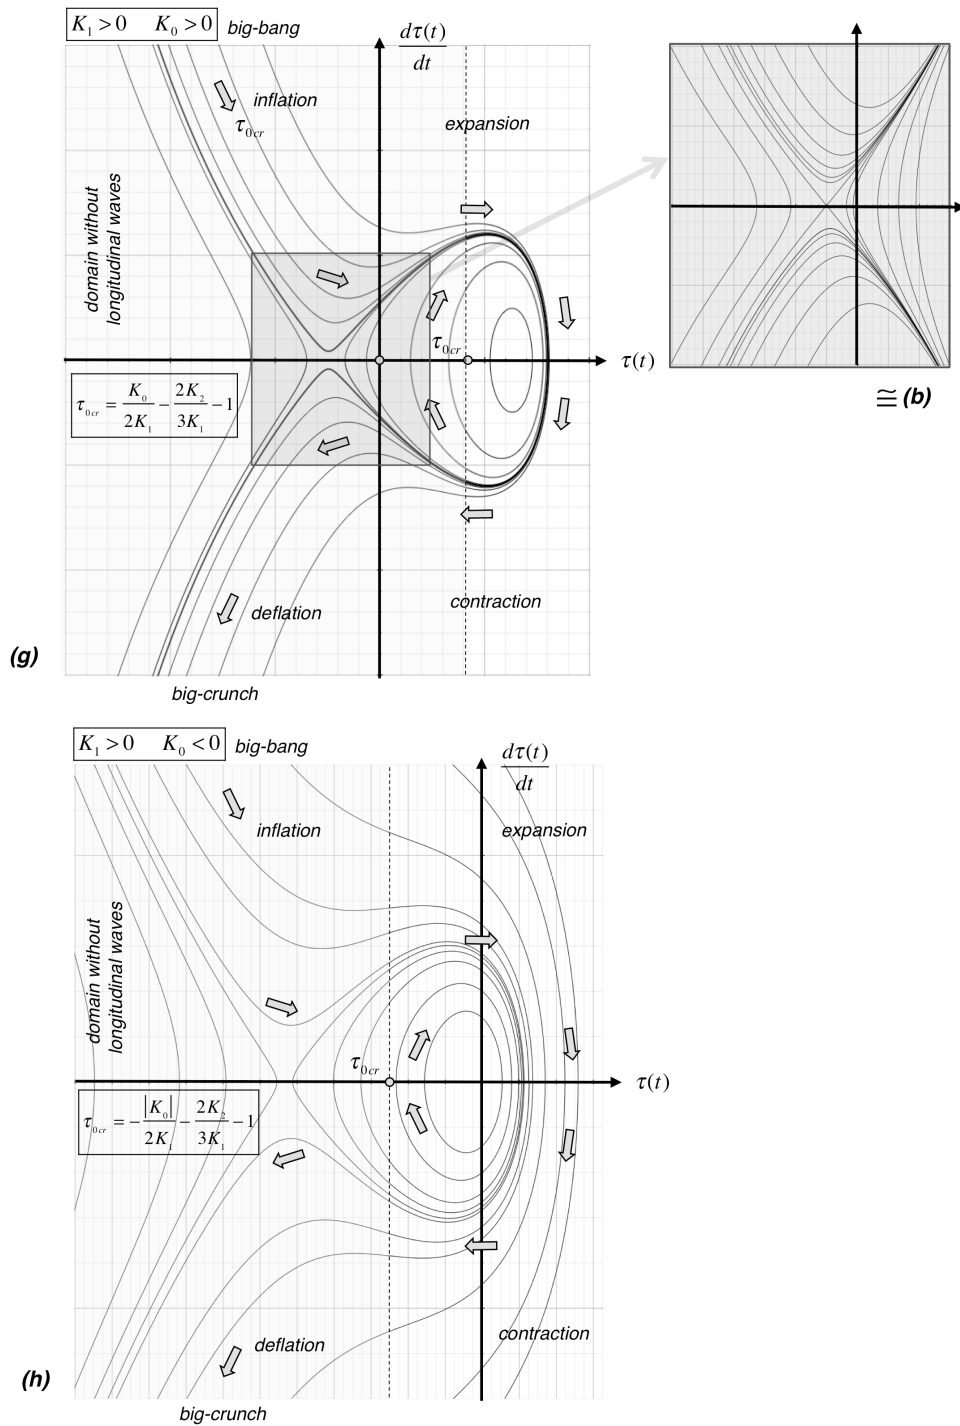 K₁ > 0 K₀ > 0 big-bang
dτ(t)
dt
inflation
τ₀cr
expansion
domain without
longitudinal waves
τ₀cr
τ(t)
τ₀cr = K₀/2K₁ − 2K₂/3K₁ − 1
≅ (b)
deflation
contraction
(g)
big-crunch
K₁ > 0 K₀ < 0 big-bang
dτ(t)
dt
inflation
expansion
domain without
longitudinal waves
τ₀cr
τ(t)
τ₀cr = − |K₀|/2K₁ − 2K₂/3K₁ − 1
deflation
contraction
(h)
big-crunch